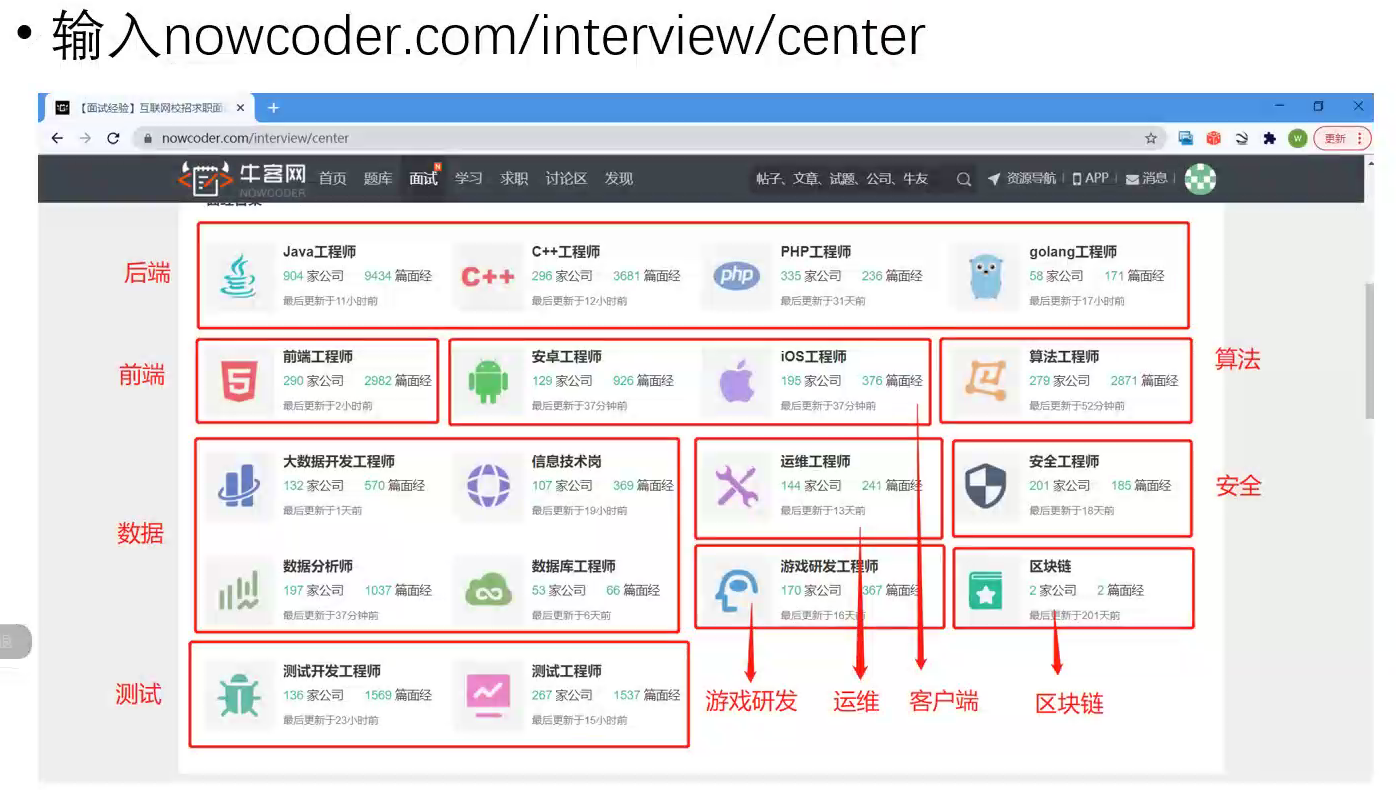 • 输入nowcoder.com/interview/center
【面试经验】互联网校招求职面
nowcoder.com/interview/center
W
更新
牛客网
NOWCODER
首页 题库 面试 学习 求职 讨论区 发现
N
帖子、文章、试题、公司、牛友
资源导航 APP 消息
后端
Java工程师
904 家公司 9434 篇面经
最后更新于11小时前
C++
C++工程师
296 家公司 3681 篇面经
最后更新于12小时前
php
PHP工程师
335 家公司 236 篇面经
最后更新于31天前
golang工程师
58 家公司 171 篇面经
最后更新于17小时前
前端
前端工程师
290 家公司 2982 篇面经
最后更新于2小时前
安卓工程师
129 家公司 926 篇面经
最后更新于37分钟前
iOS工程师
195 家公司 376 篇面经
最后更新于37分钟前
算法工程师
279 家公司 2871 篇面经
最后更新于52分钟前
算法
数据
大数据开发工程师
132 家公司 570 篇面经
最后更新于1天前
信息技术岗
107 家公司 369 篇面经
最后更新于19小时前
运维工程师
144 家公司 241 篇面经
最后更新于13天前
安全工程师
201 家公司 185 篇面经
最后更新于18天前
安全
数据分析师
197 家公司 1037 篇面经
最后更新于37分钟前
数据库工程师
53 家公司 66 篇面经
最后更新于6天前
游戏研发工程师
170 家公司 367 篇面经
最后更新于16天前
区块链
2 家公司 2 篇面经
最后更新于201天前
测试
测试开发工程师
136 家公司 1569 篇面经
最后更新于23小时前
测试工程师
267 家公司 1537 篇面经
最后更新于15小时前
游戏研发 运维 客户端 区块链